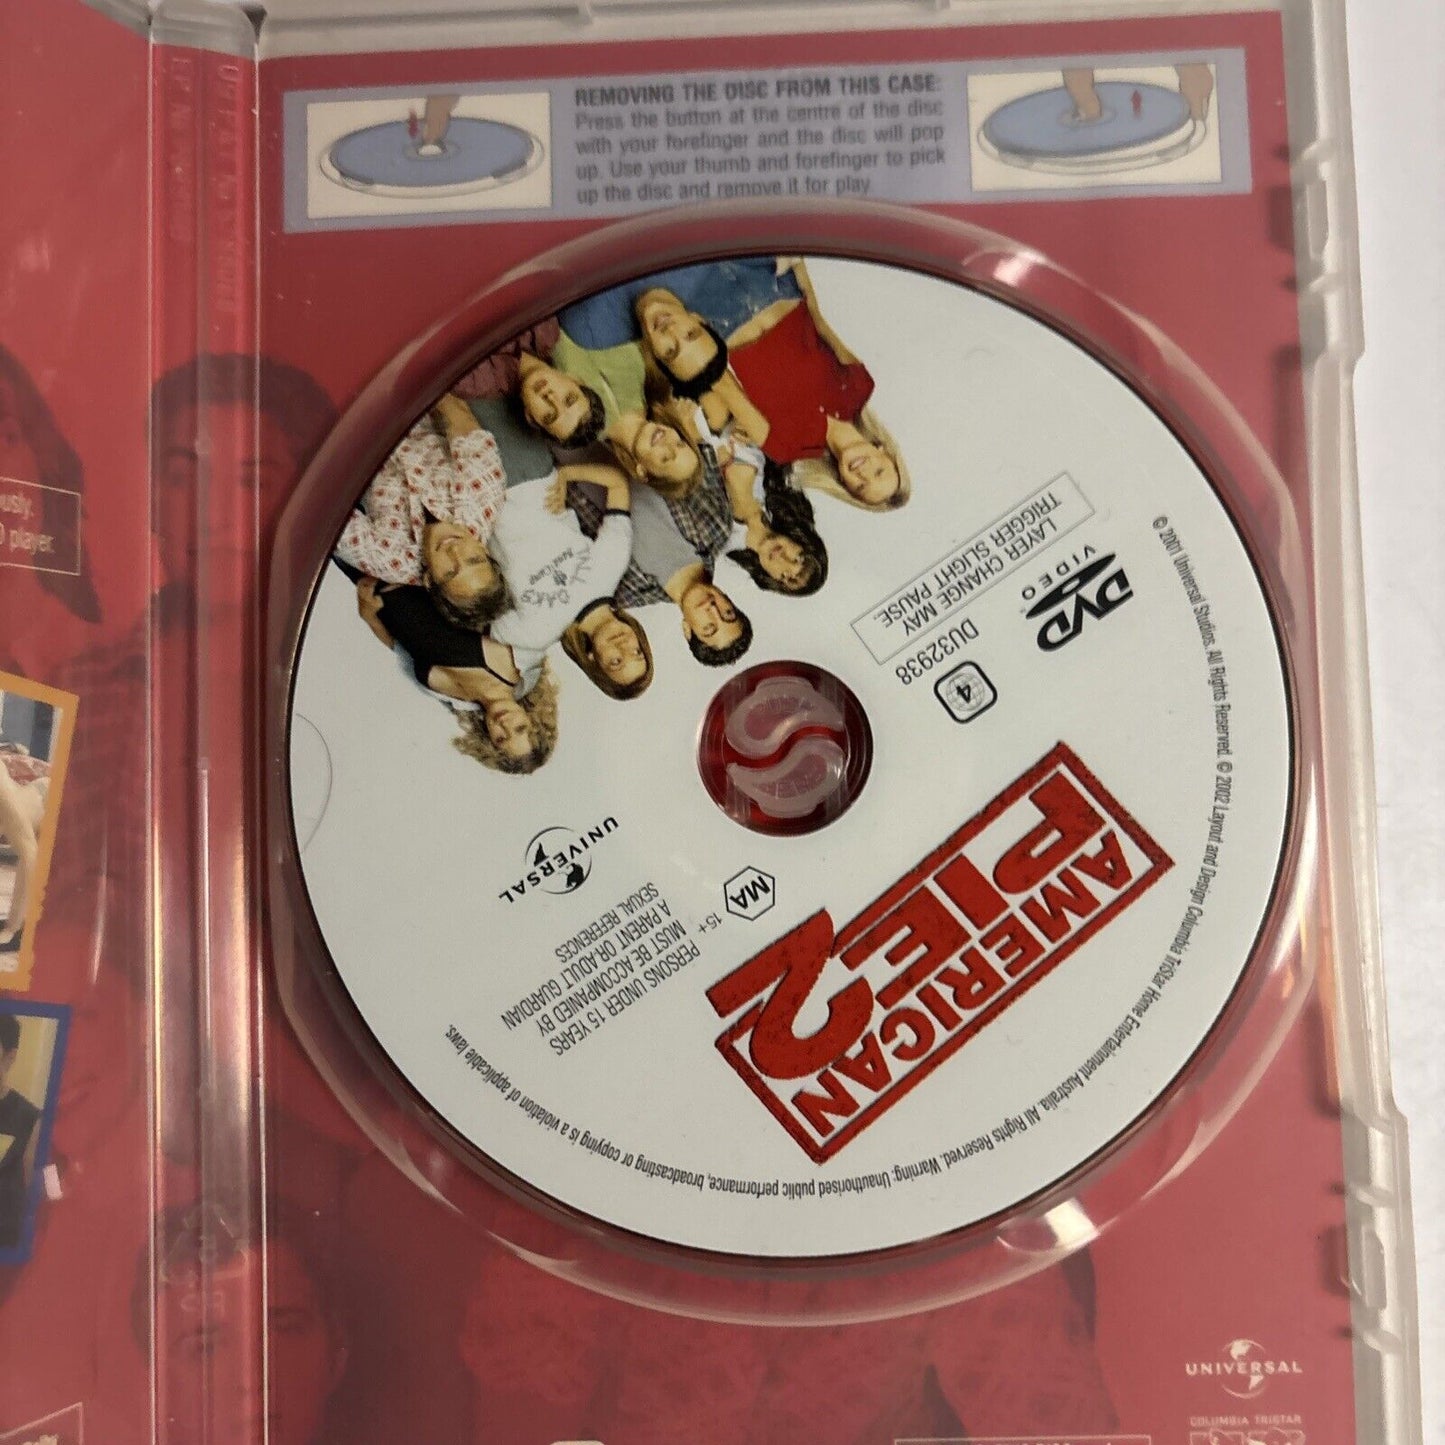 REMOVING THE DISC FROM THIS CASE:
Press the button at the centre of the disc
with your forefinger and the disc will pop
up. Use your thumb and forefinger to pick
up the disc and remove it for play
ously.
player.
TALL
OAKS
LAYER CHANGE MAY
TRIGGER SLIGHT PAUSE.
DVD
VIDEO
DU32938
4
AMERICAN
PIE
2
UNIVERSAL
MA
15+
PERSONS UNDER 15 YEARS
MUST BE ACCOMPANIED BY
A PARENT OR ADULT GUARDIAN
SEXUAL REFERENCES
© 2001 Universal Studios. All Rights Reserved. © 2002 Layout and Design Columbia TriStar Home Entertainment Australia. All Rights Reserved. Warning: Unauthorised public performance, broadcasting or copying is a violation of applicable laws.
UNIVERSAL
COLUMBIA TRISTAR